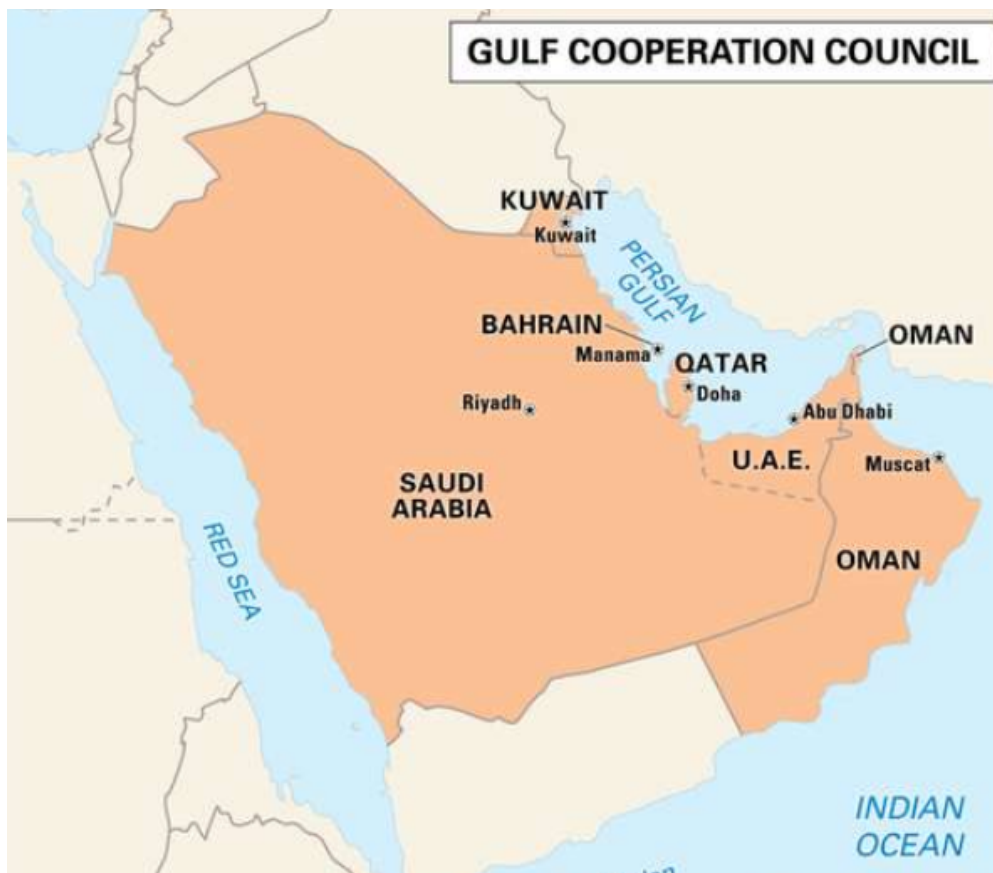 GULF COOPERATION COUNCIL
KUWAIT
Kuwait
PERSIAN
GULF
BAHRAIN
Manama
OMAN
QATAR
Doha
Riyadh
Abu Dhabi
U.A.E.
Muscat
SAUDI
ARABIA
RED SEA
OMAN
INDIAN
OCEAN